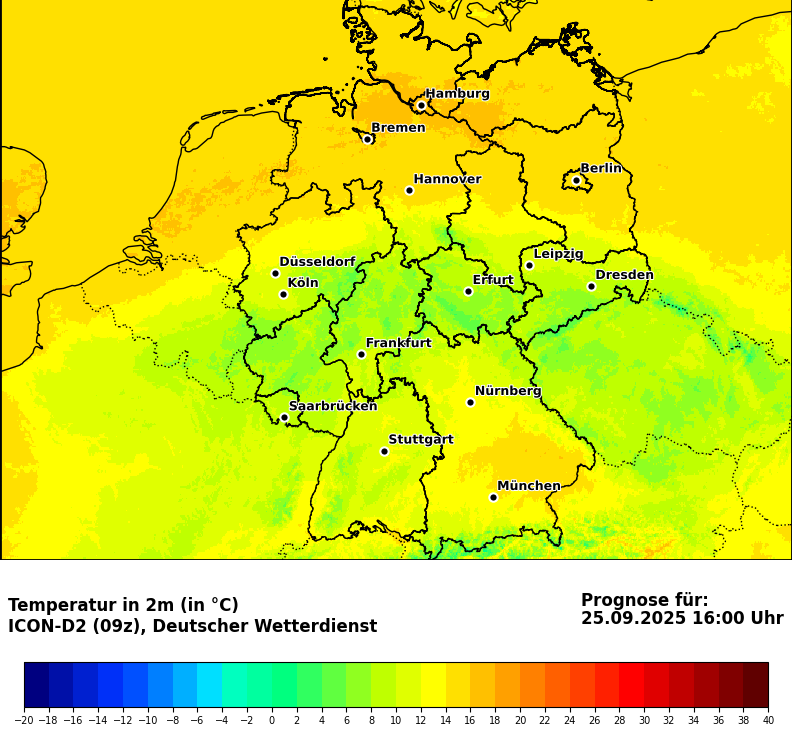 Hamburg
Bremen
Berlin
Hannover
Leipzig
Düsseldorf
Dresden
Köln
Erfurt
Frankfurt
Nürnberg
Saarbrücken
Stuttgart
München
Temperatur in 2m (in °C)
ICON-D2 (09z), Deutscher Wetterdienst
Prognose für:
25.09.2025 16:00 Uhr
−20 −18 −16 −14 −12 −10 −8 −6 −4 −2 0 2 4 6 8 10 12 14 16 18 20 22 24 26 28 30 32 34 36 38 40